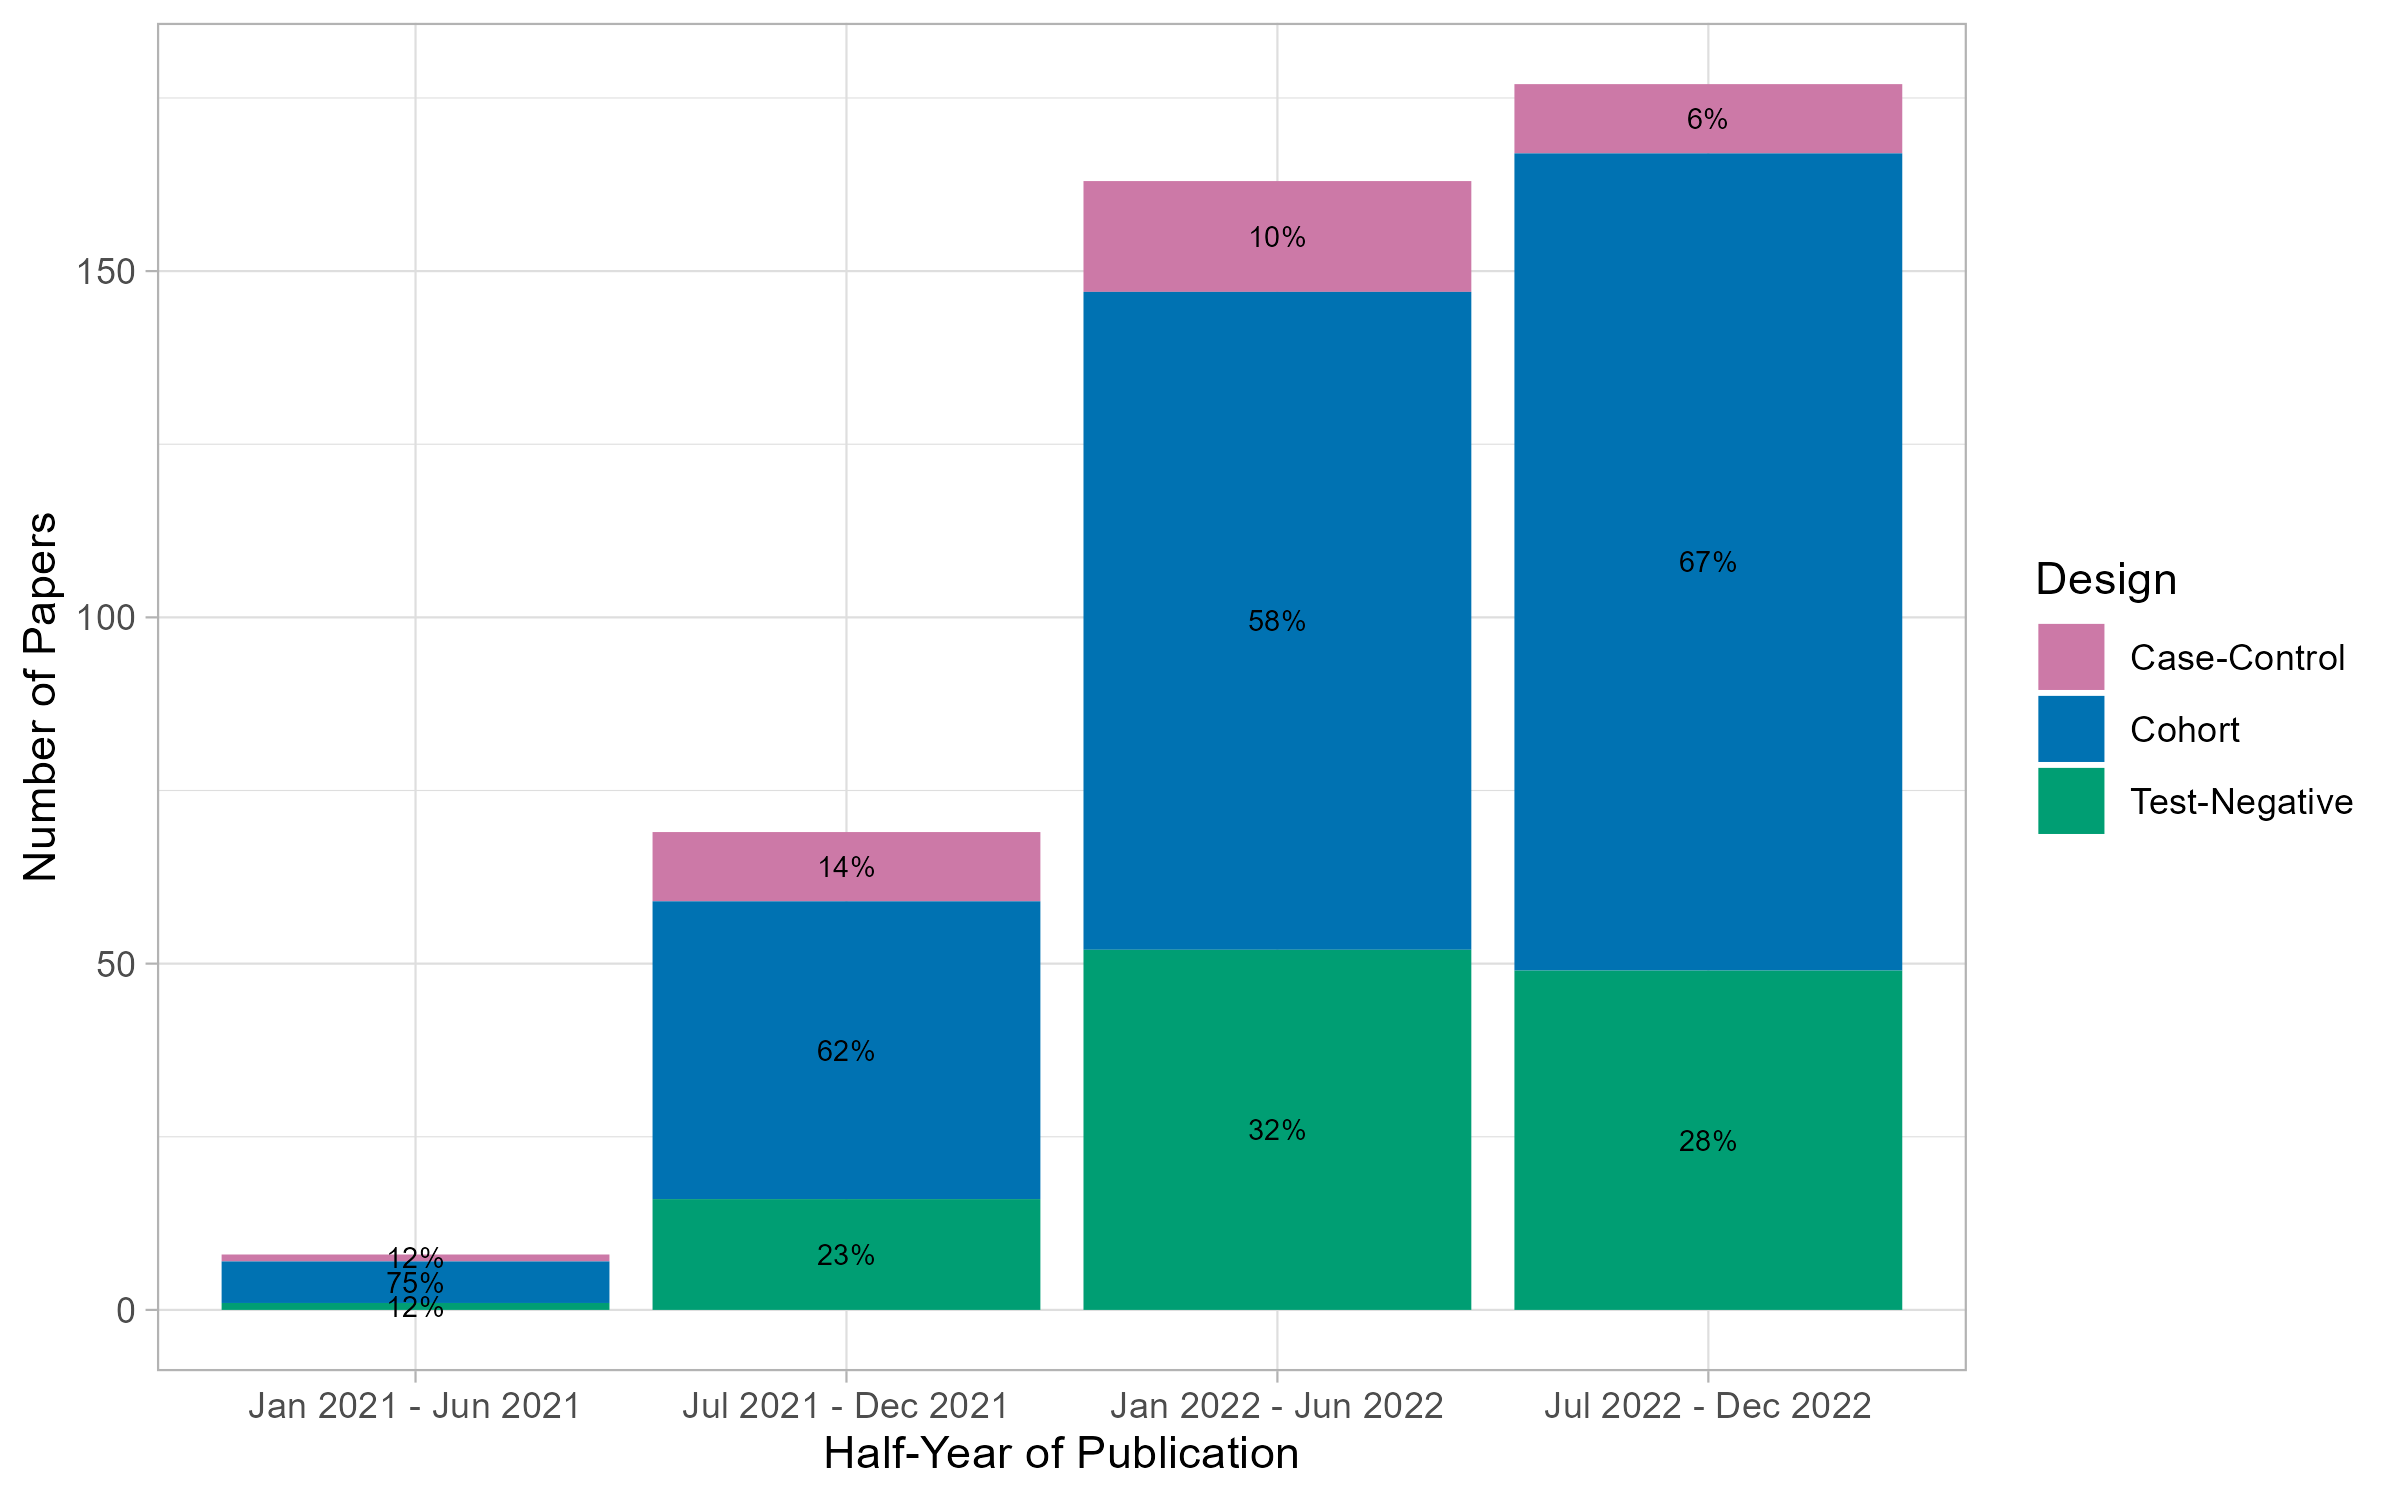 Number of Papers
150
100
50
0
12%
75%
12%
14%
62%
23%
10%
58%
32%
6%
67%
28%
Jan 2021 - Jun 2021
Jul 2021 - Dec 2021
Jan 2022 - Jun 2022
Jul 2022 - Dec 2022
Half-Year of Publication
Design
Case-Control
Cohort
Test-Negative